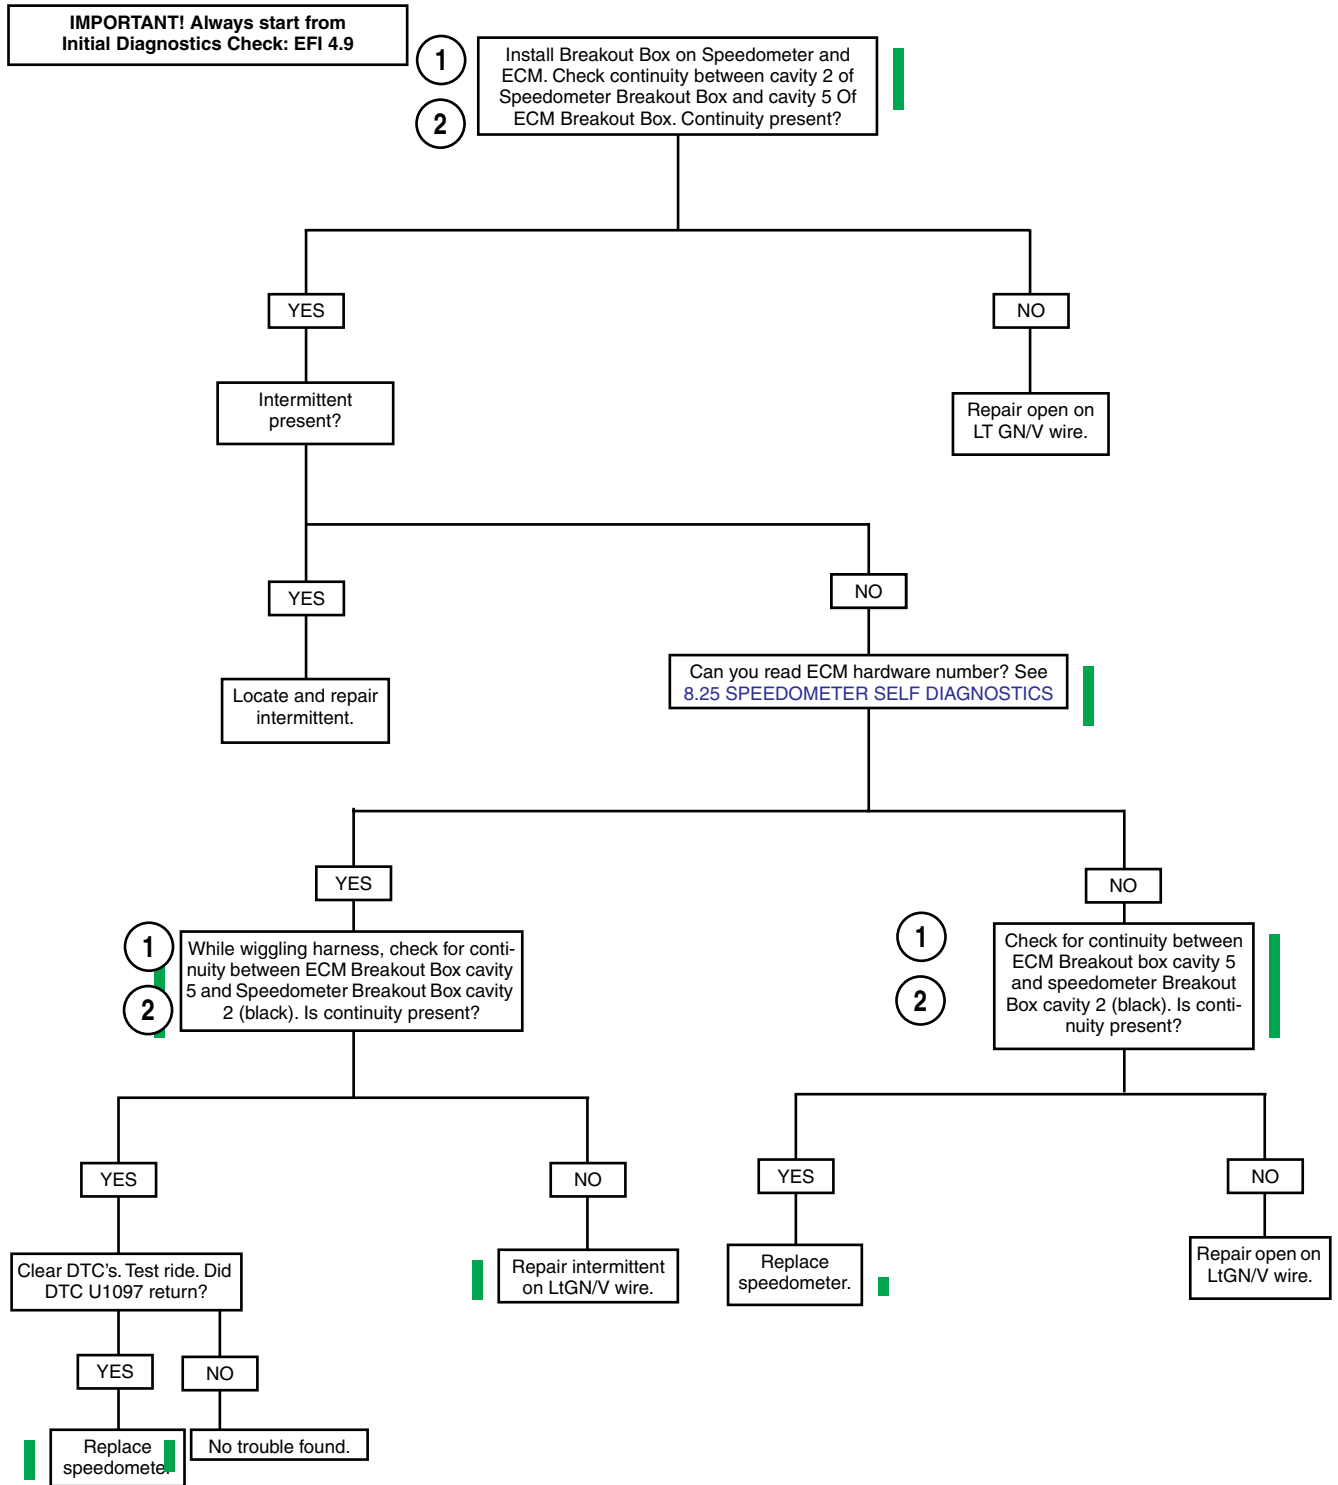 IMPORTANT! Always start from
Initial Diagnostics Check: EFI 4.9
1
2
Install Breakout Box on Speedometer and
ECM. Check continuity between cavity 2 of
Speedometer Breakout Box and cavity 5 Of
ECM Breakout Box. Continuity present?
YES
NO
Intermittent
present?
Repair open on
LT GN/V wire.
YES
NO
Locate and repair
intermittent.
Can you read ECM hardware number? See
8.25 SPEEDOMETER SELF DIAGNOSTICS
YES
NO
1
2
While wiggling harness, check for conti-
nuity between ECM Breakout Box cavity
5 and Speedometer Breakout Box cavity
2 (black). Is continuity present?
1
2
Check for continuity between
ECM Breakout box cavity 5
and speedometer Breakout
Box cavity 2 (black). Is conti-
nuity present?
YES
NO
YES
NO
Clear DTC's. Test ride. Did
DTC U1097 return?
Repair intermittent
on LtGN/V wire.
Replace
speedometer.
Repair open on
LtGN/V wire.
YES
NO
Replace
speedometer.
No trouble found.